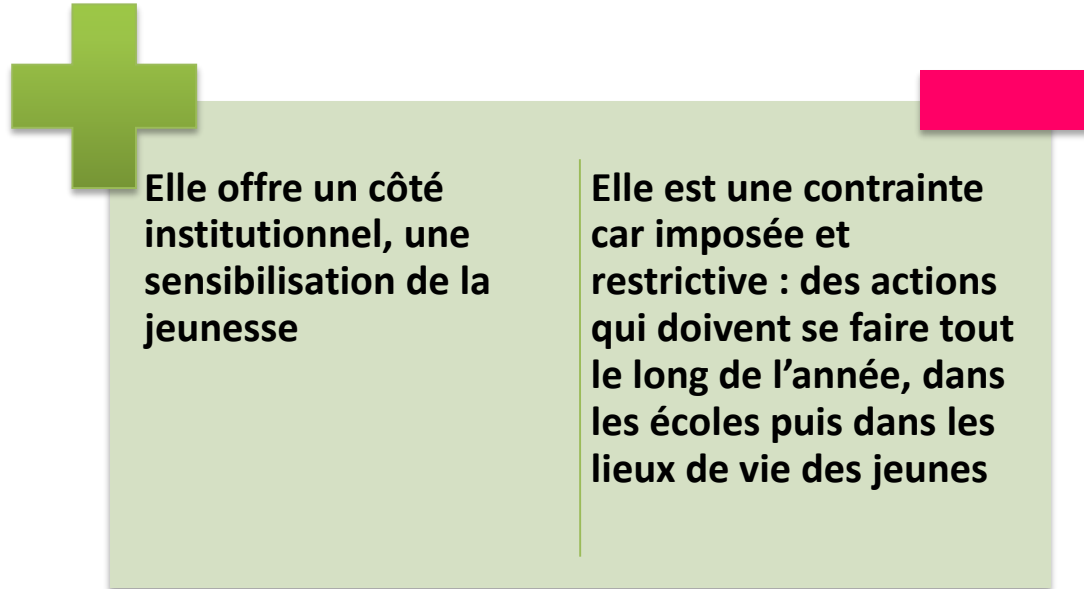 Elle offre un côté
institutionnel, une
sensibilisation de la
jeunesse
Elle est une contrainte
car imposée et
restrictive : des actions
qui doivent se faire tout
le long de l’année, dans
les écoles puis dans les
lieux de vie des jeunes